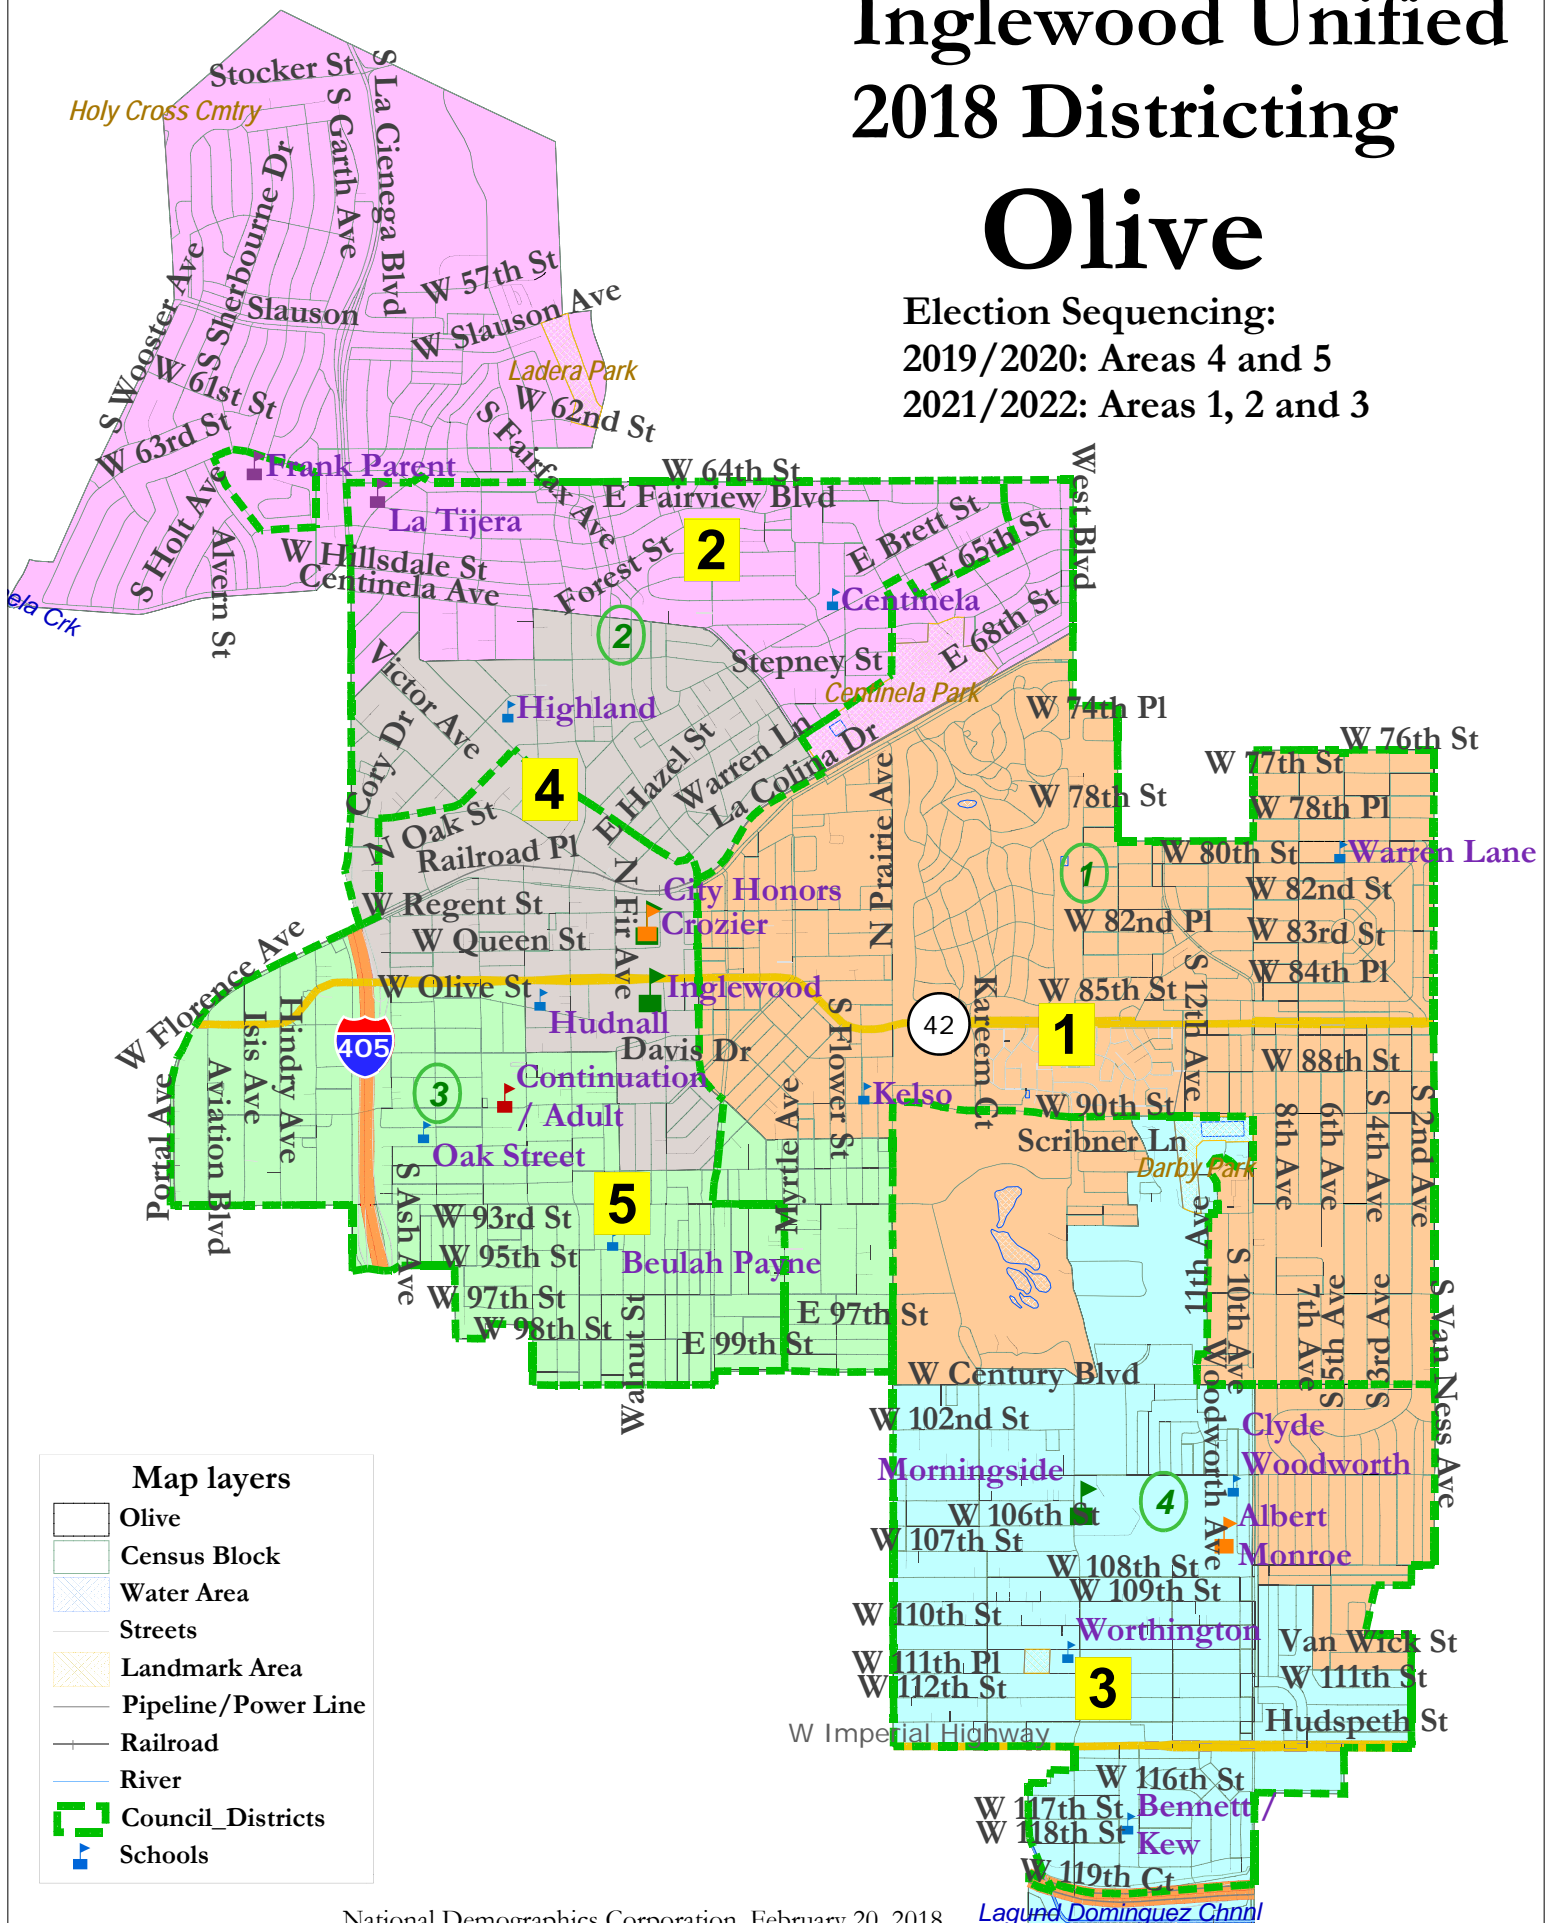 Inglewood Unified
2018 Districting
Olive
Election Sequencing:
2019/2020: Areas 4 and 5
2021/2022: Areas 1, 2 and 3
Stocker St
Holy Cross Cmtry
S La Cienega Blvd
S Garth Ave
S Sherbourne Dr
S Wooster Ave
W 57th St
Slauson
W Slauson Ave
Ladera Park
W 61st St
W 62nd St
W 63rd St
S Fairfax Ave
Frank Parent
W 64th St
West Blvd
E Fairview Blvd
La Tijera
S Holt Ave
Alvern St
2
E Brett St
E 65th St
W Hillsdale St
Centinela Ave
Forest St
Centinela
ela Crk
2
E 68th St
Stepney St
Centinela Park
Victor Ave
Highland
W 74th Pl
Cory Dr
E Hazel St
Warren Ln
La Colina Dr
W 76th St
W 77th St
4
N Prairie Ave
W 78th St
W 78th Pl
N Oak St
Railroad Pl
W 80th St
Warren Lane
1
N Fir Ave
City Honors
W 82nd St
W Regent St
Crozier
W 82nd Pl
W 83rd St
W Queen St
W Florence Ave
W 84th Pl
W Olive St
Inglewood
W 85th St
S 12th Ave
Kareem Ct
Hudnall
S Flower St
42
1
Isis Ave
Hindry Ave
405
Davis Dr
W 88th St
Portal Ave
Aviation Blvd
3
Continuation
/ Adult
Kelso
Myrtle Ave
W 90th St
8th Ave
6th Ave
S 4th Ave
S 2nd Ave
Oak Street
Scribner Ln
Darby Park
S Ash Ave
5
11th Ave
W 93rd St
W 95th St
Beulah Payne
S 10th Ave
7th Ave
S 5th Ave
S 3rd Ave
S Van Ness Ave
W 97th St
E 97th St
W 98th St
Walnut St
E 99th St
W Century Blvd
Woodworth Ave
W 102nd St
Clyde
Woodworth
Morningside
4
W 106th St
Albert
Monroe
W 107th St
W 108th St
W 109th St
W 110th St
Worthington
Van Wick St
W 111th Pl
W 111th St
W 112th St
3
Hudspeth St
W Imperial Highway
W 116th St
W 117th St
Bennett /
Kew
W 118th St
W 119th Ct
Lagund Dominguez Chnnl
Map layers
Olive
Census Block
Water Area
Streets
Landmark Area
Pipeline/Power Line
Railroad
River
Council_Districts
Schools
National Demographics Corporation, February 20, 2018